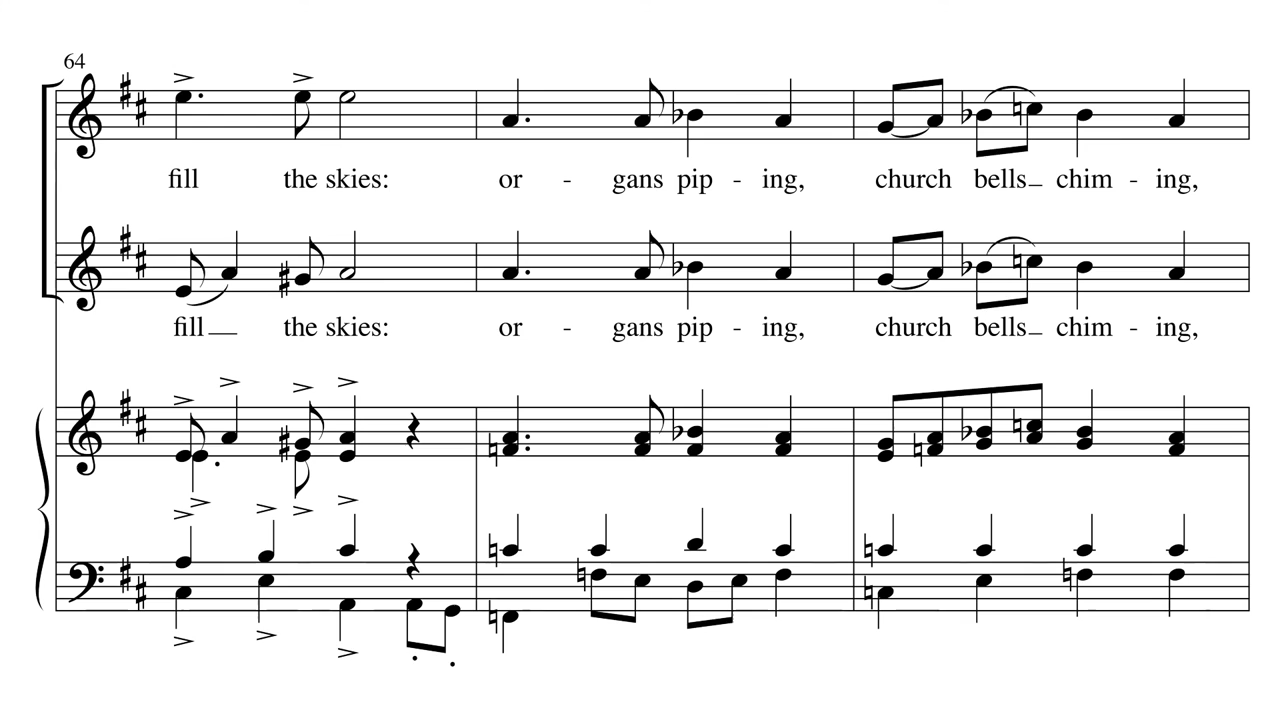 64
fill the skies: or - gans pip - ing, church bells_ chim - ing,
fill_ the skies: or - gans pip - ing, church bells_ chim - ing,